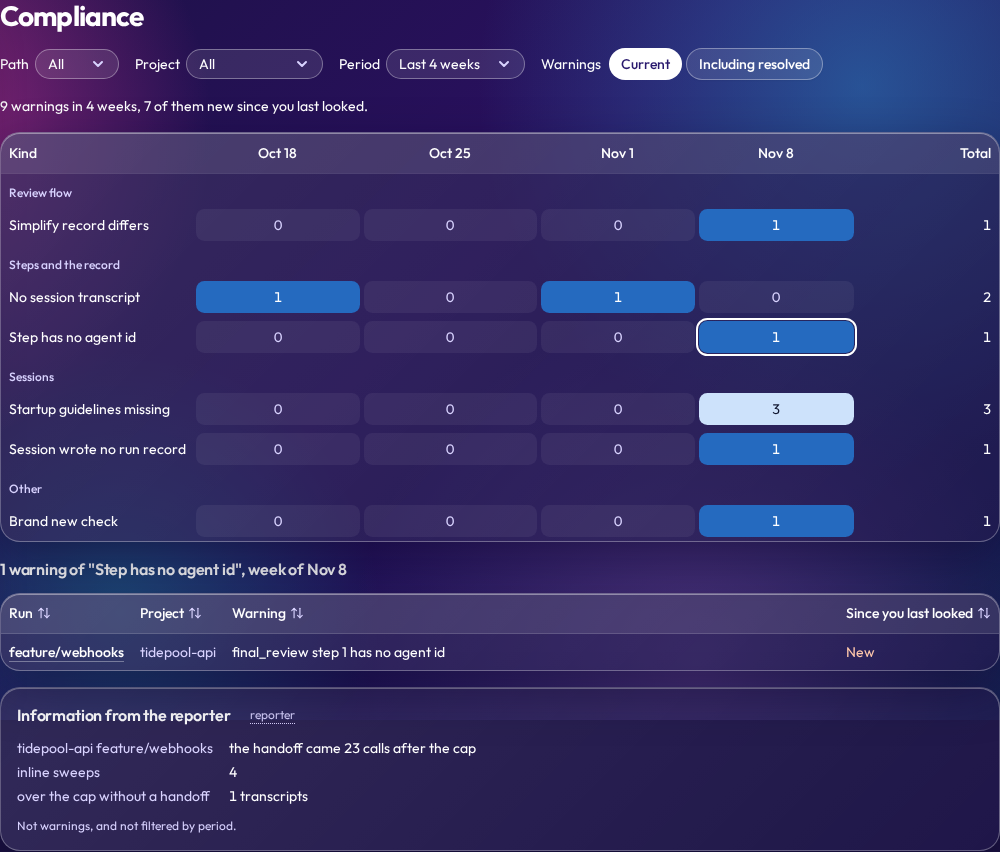 Compliance
Path All Project All Period Last 4 weeks Warnings Current Including resolved
9 warnings in 4 weeks, 7 of them new since you last looked.
Kind Oct 18 Oct 25 Nov 1 Nov 8 Total
Review flow
Simplify record differs 0 0 0 1 1
Steps and the record
No session transcript 1 0 1 0 2
Step has no agent id 0 0 0 1 1
Sessions
Startup guidelines missing 0 0 0 3 3
Session wrote no run record 0 0 0 1 1
Other
Brand new check 0 0 0 1 1
1 warning of "Step has no agent id", week of Nov 8
Run Project Warning Since you last looked
feature/webhooks tidepool-api final_review step 1 has no agent id New
Information from the reporter reporter
tidepool-api feature/webhooks the handoff came 23 calls after the cap
inline sweeps 4
over the cap without a handoff 1 transcripts
Not warnings, and not filtered by period.